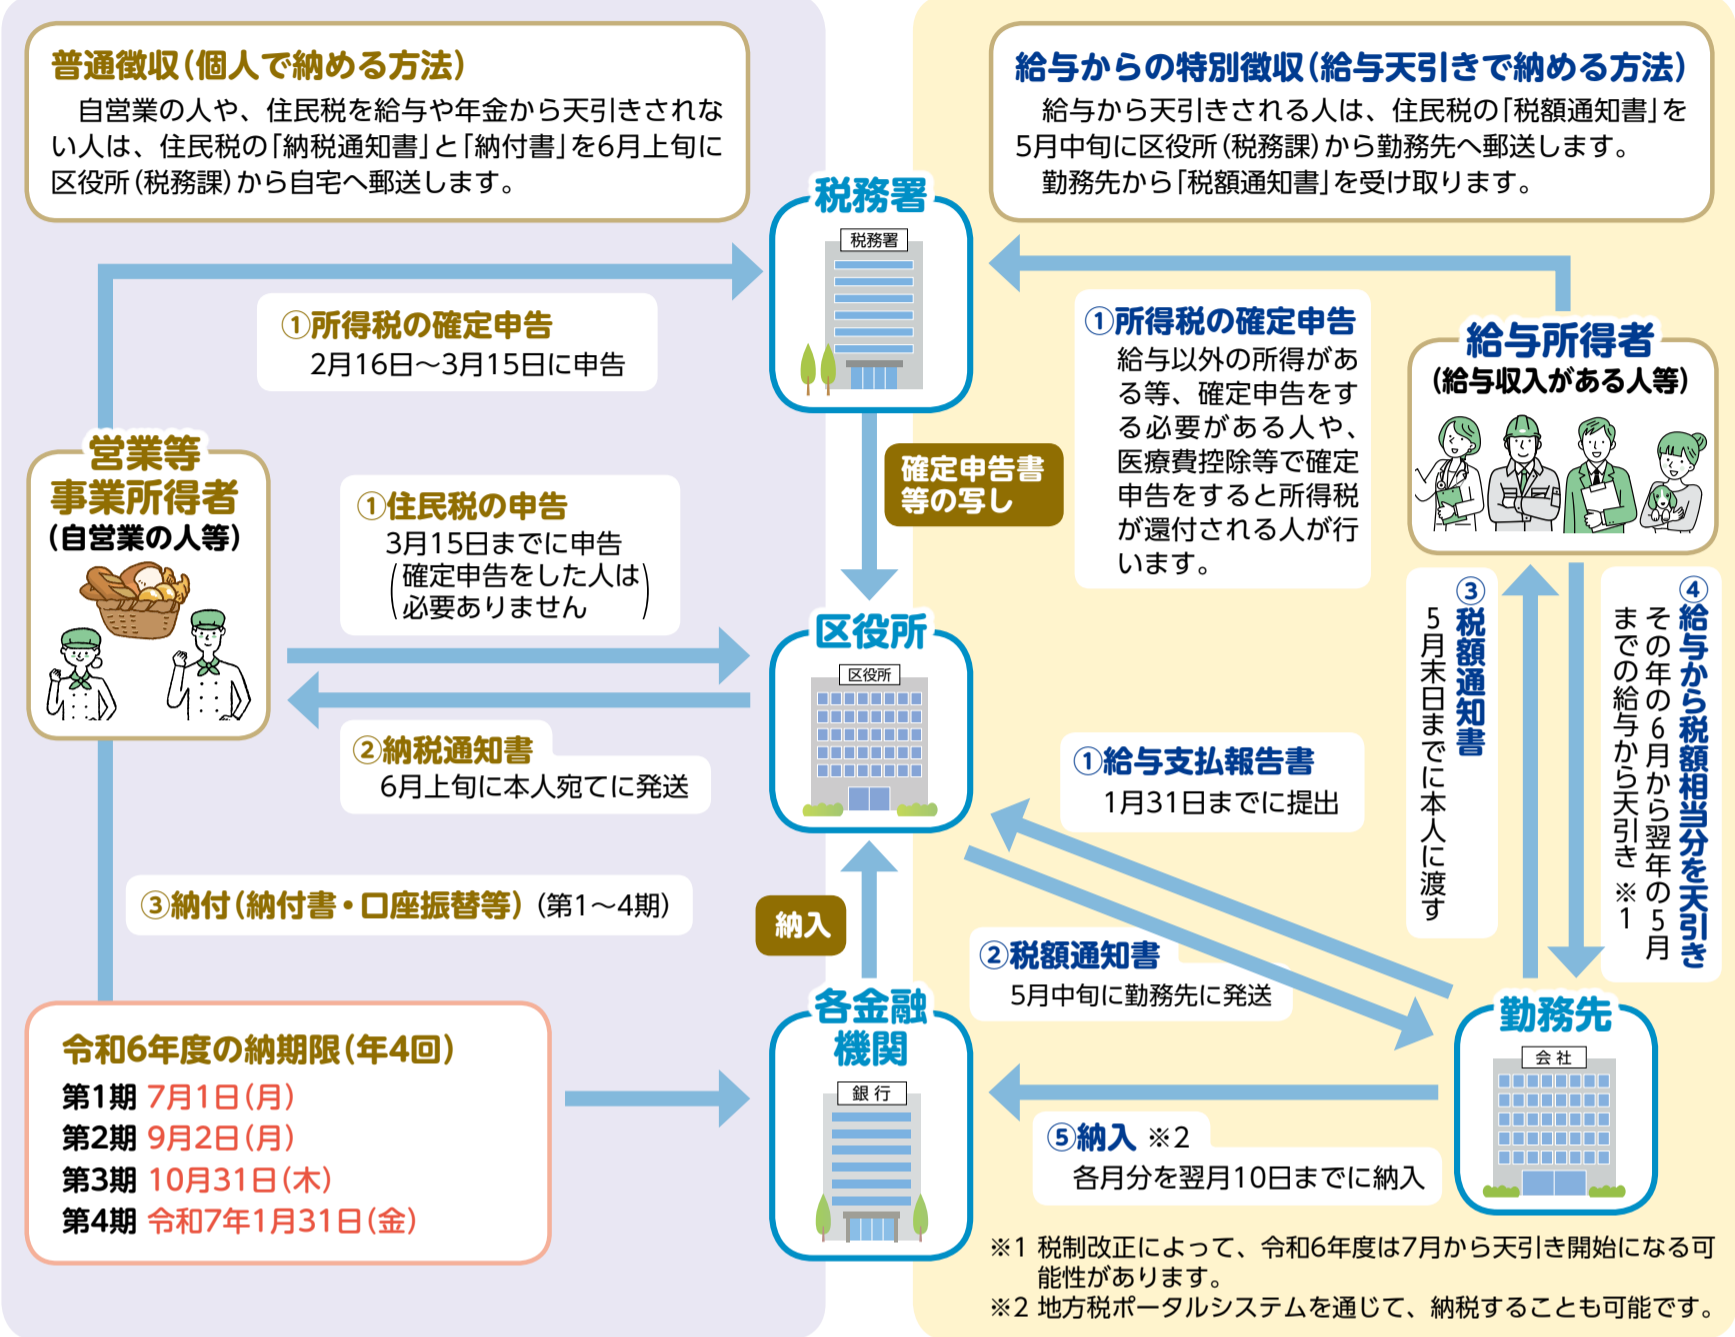 普通徴収(個人で納める方法)
自営業の人や、住民税を給与や年金から天引きされな
い人は、住民税の「納税通知書」と「納付書」を6月上旬に
区役所(税務課)から自宅へ郵送します。
給与からの特別徴収(給与天引きで納める方法)
給与から天引きされる人は、住民税の「税額通知書」を
5月中旬に区役所(税務課)から勤務先へ郵送します。
勤務先から「税額通知書」を受け取ります。
税務署
税務署
①所得税の確定申告
2月16日～3月15日に申告
①所得税の確定申告
給与以外の所得があ
る等、確定申告をす
る必要がある人や、
医療費控除等で確定
申告をすると所得税
が還付される人が行
います。
給与所得者
(給与収入がある人等)
営業等
事業所得者
(自営業の人等)
確定申告書
等の写し
①住民税の申告
3月15日までに申告
(確定申告をした人は
必要ありません)
区役所
区役所
②納税通知書
6月上旬に本人宛てに発送
①給与支払報告書
1月31日までに提出
③税額通知書
5月末日までに本人に渡す
④給与から税額相当分を天引き
その年の6月から翌年の5月
までの給与から天引き ※1
③納付(納付書・口座振替等)(第1～4期)
納入
②税額通知書
5月中旬に勤務先に発送
各金融
機関
銀行
勤務先
会社
令和6年度の納期限(年4回)
第1期 7月1日(月)
第2期 9月2日(月)
第3期 10月31日(木)
第4期 令和7年1月31日(金)
⑤納入 ※2
各月分を翌月10日までに納入
※1 税制改正によって、令和6年度は7月から天引き開始になる可
能性があります。
※2 地方税ポータルシステムを通じて、納税することも可能です。